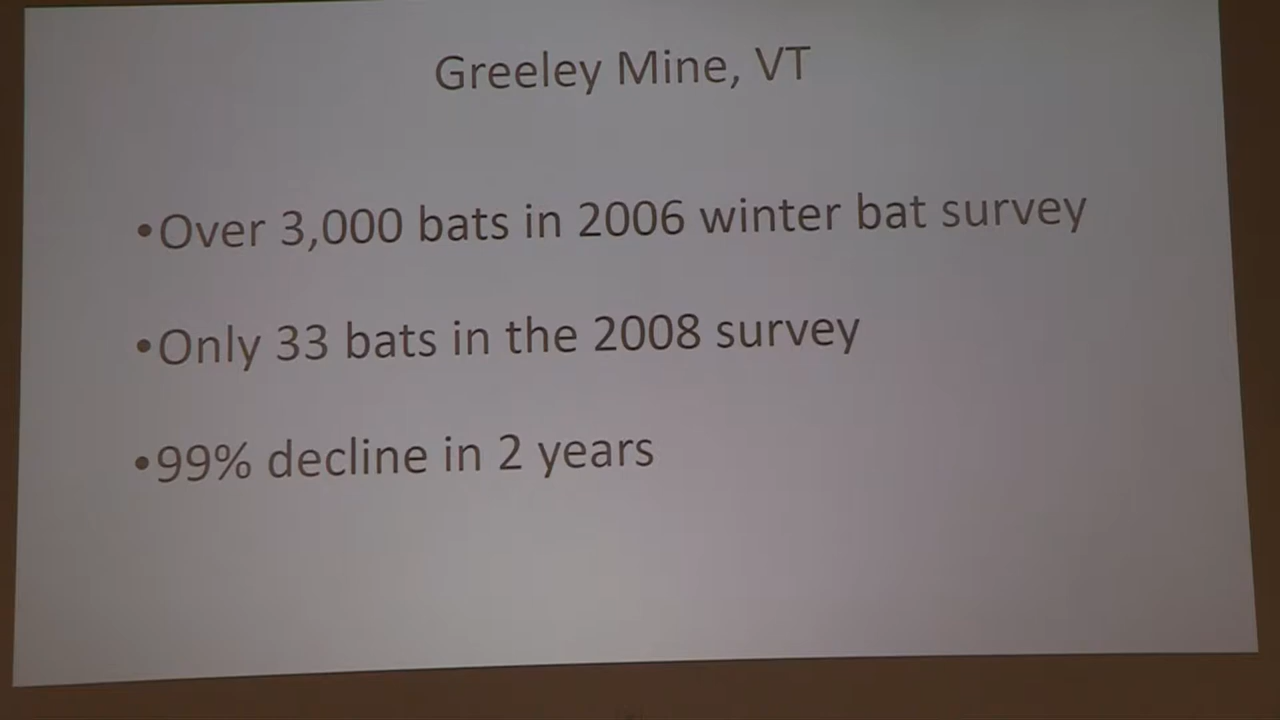 Greeley Mine, VT
•Over 3,000 bats in 2006 winter bat survey
•Only 33 bats in the 2008 survey
•99% decline in 2 years